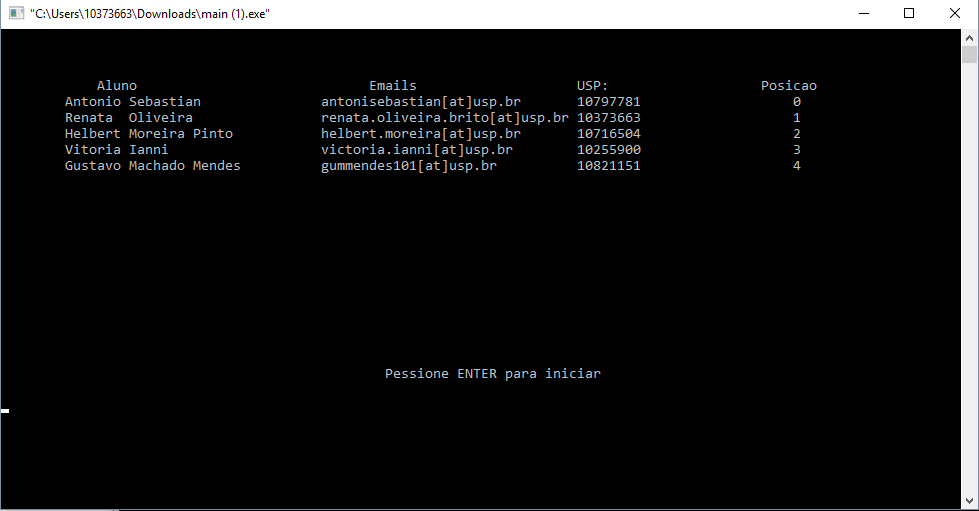 "C:\Users\10373663\Downloads\main (1).exe"
Aluno Emails USP: Posicao
Antonio Sebastian antonisebastian[at]usp.br 10797781 0
Renata Oliveira renata.oliveira.brito[at]usp.br 10373663 1
Helbert Moreira Pinto helbert.moreira[at]usp.br 10716504 2
Vitoria Ianni victoria.ianni[at]usp.br 10255900 3
Gustavo Machado Mendes gummendes101[at]usp.br 10821151 4
Pessione ENTER para iniciar